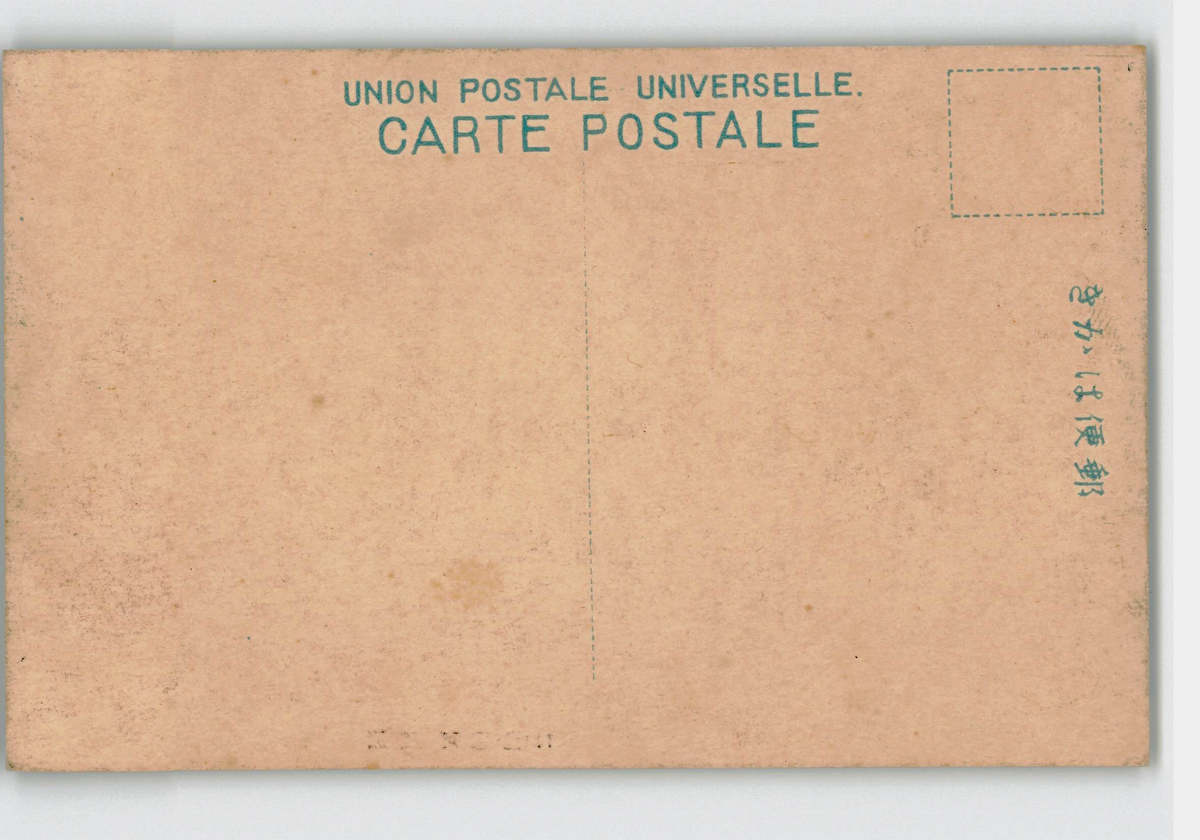 UNION POSTALE UNIVERSELLE.
CARTE POSTALE
郵便はかき